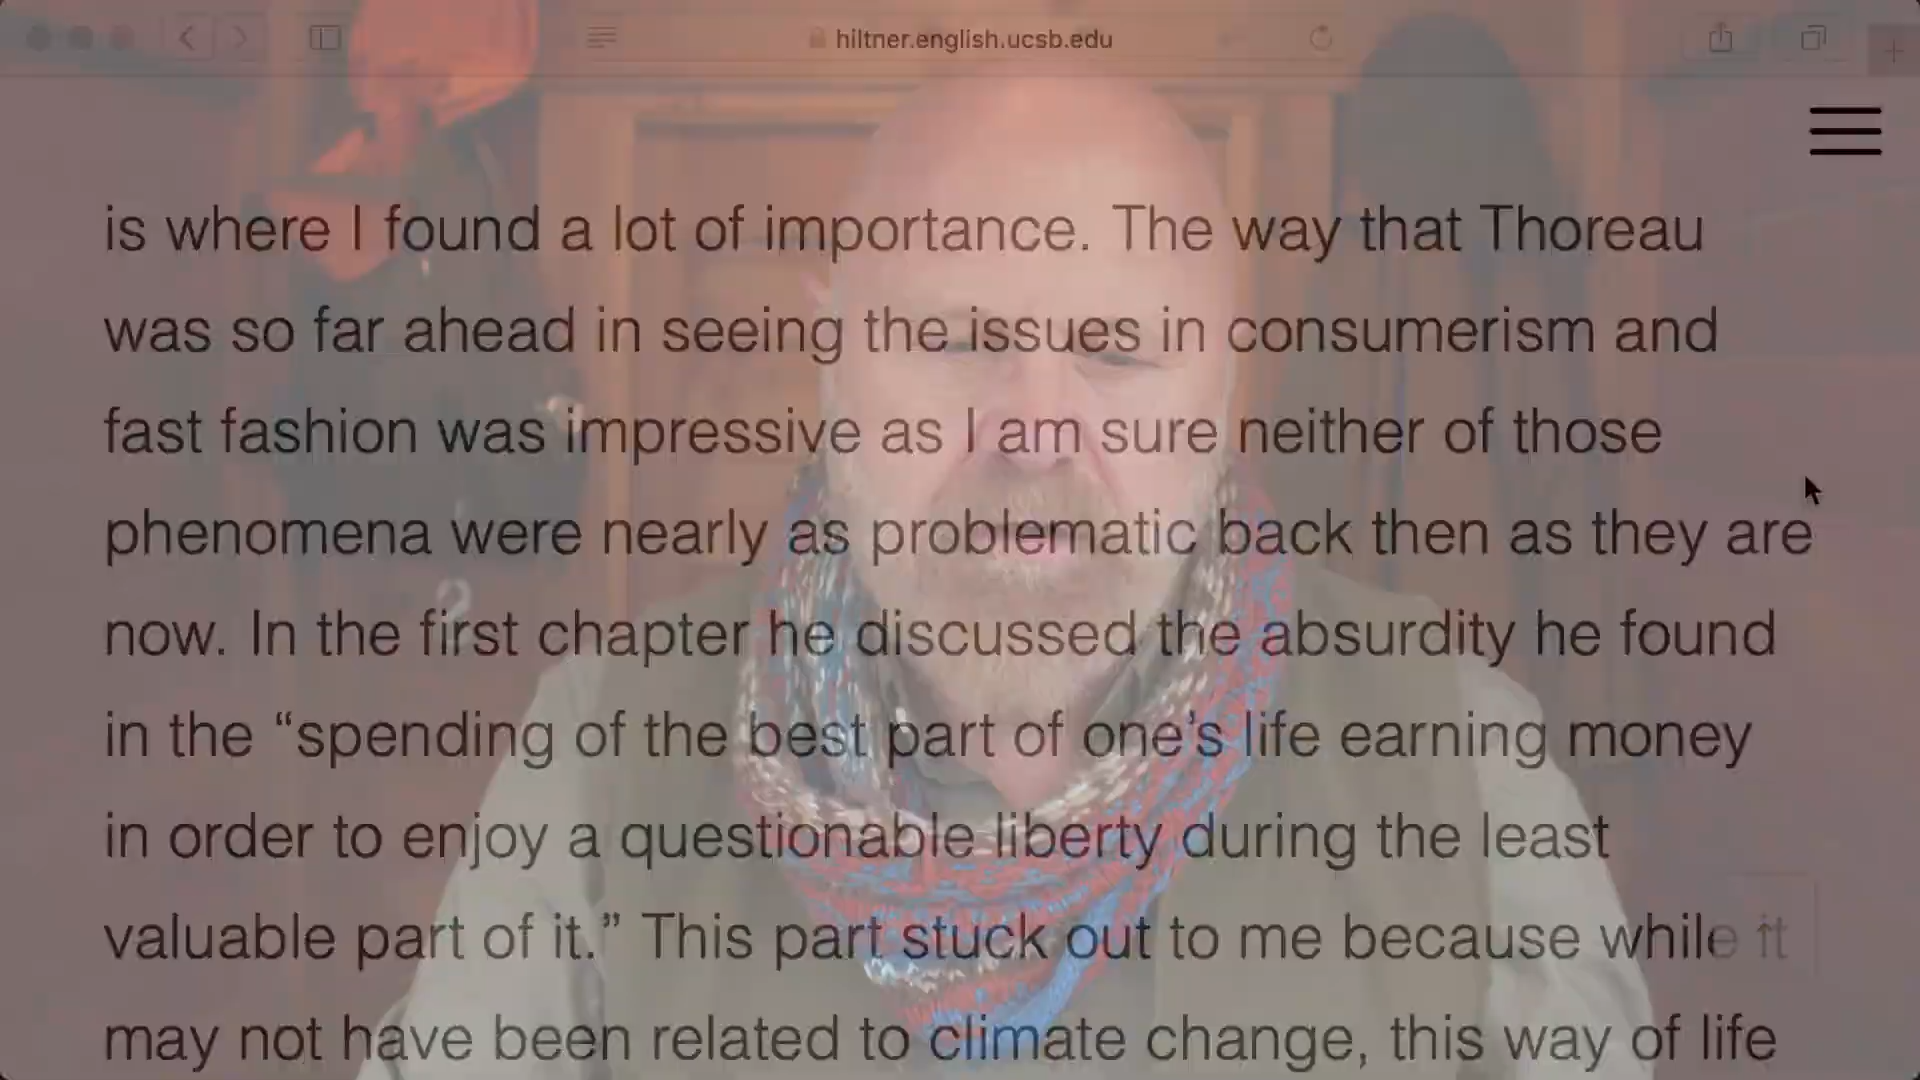 hiltner.english.ucsb.edu
is where I found a lot of importance. The way that Thoreau
was so far ahead in seeing the issues in consumerism and
fast fashion was impressive as I am sure neither of those
phenomena were nearly as problematic back then as they are
now. In the first chapter he discussed the absurdity he found
in the “spending of the best part of one’s life earning money
in order to enjoy a questionable liberty during the least
valuable part of it.” This part stuck out to me because while it
may not have been related to climate change, this way of life